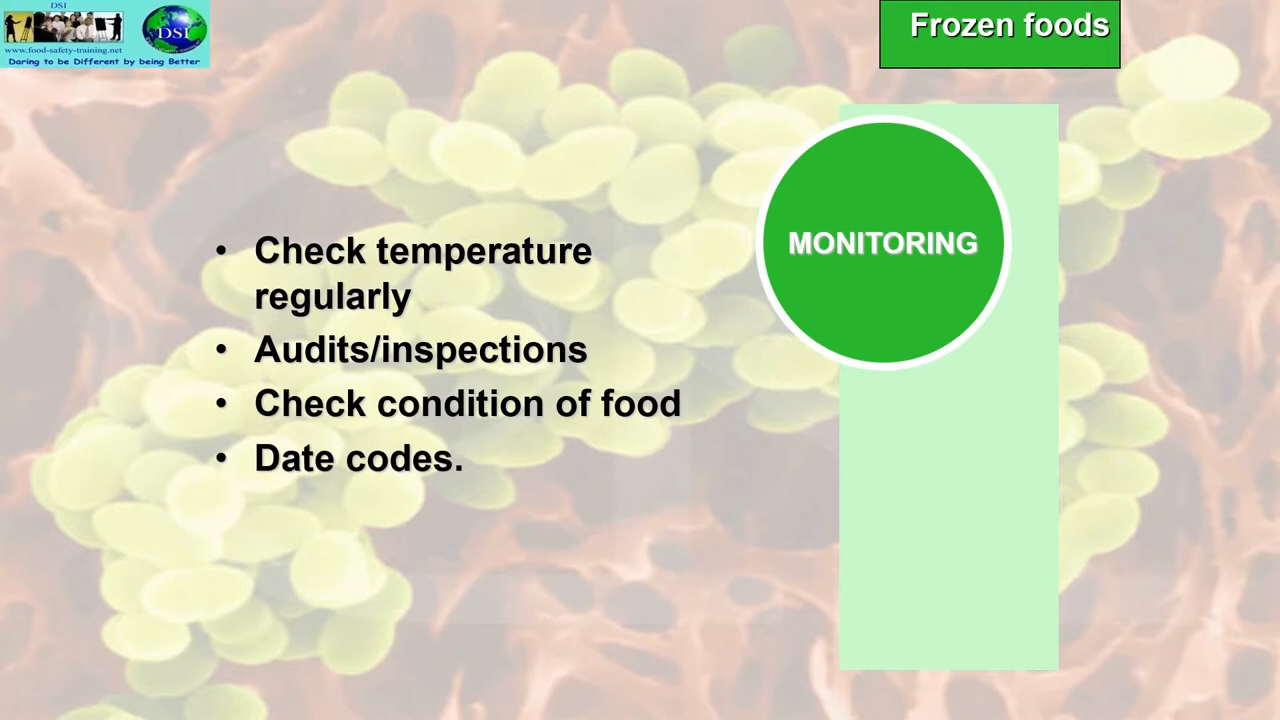 DSI
DSI
www.food-safety-training.net
Daring to be Different by being Better
Frozen foods
MONITORING
• Check temperature
regularly
• Audits/inspections
• Check condition of food
• Date codes.